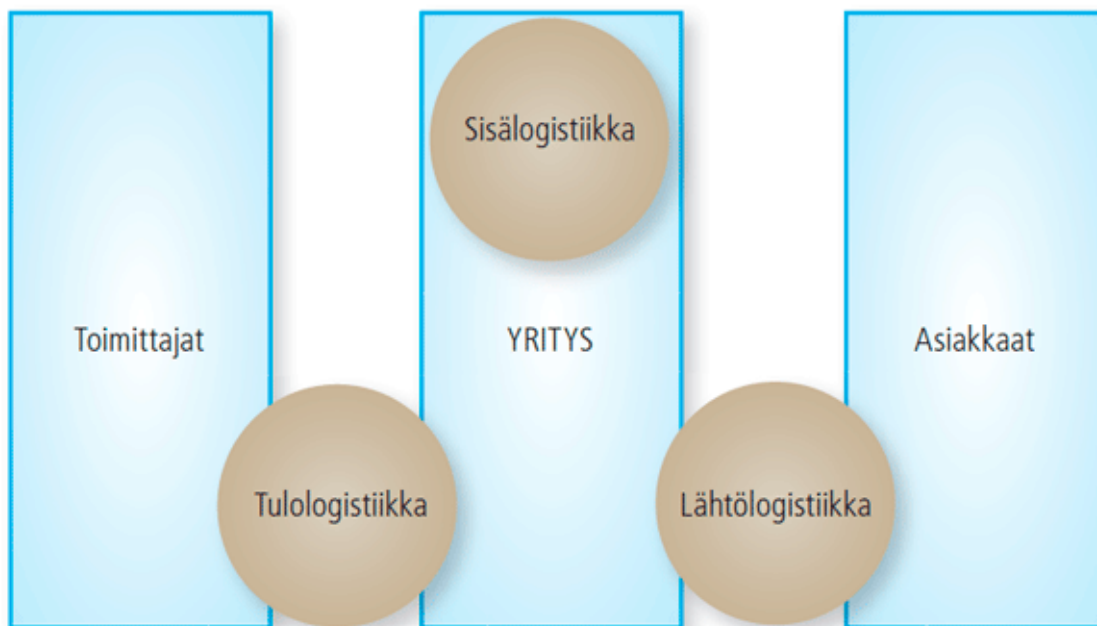 Sisälogistiikka
Toimittajat
YRITYS
Asiakkaat
Tulologistiikka
Lähtölogistiikka